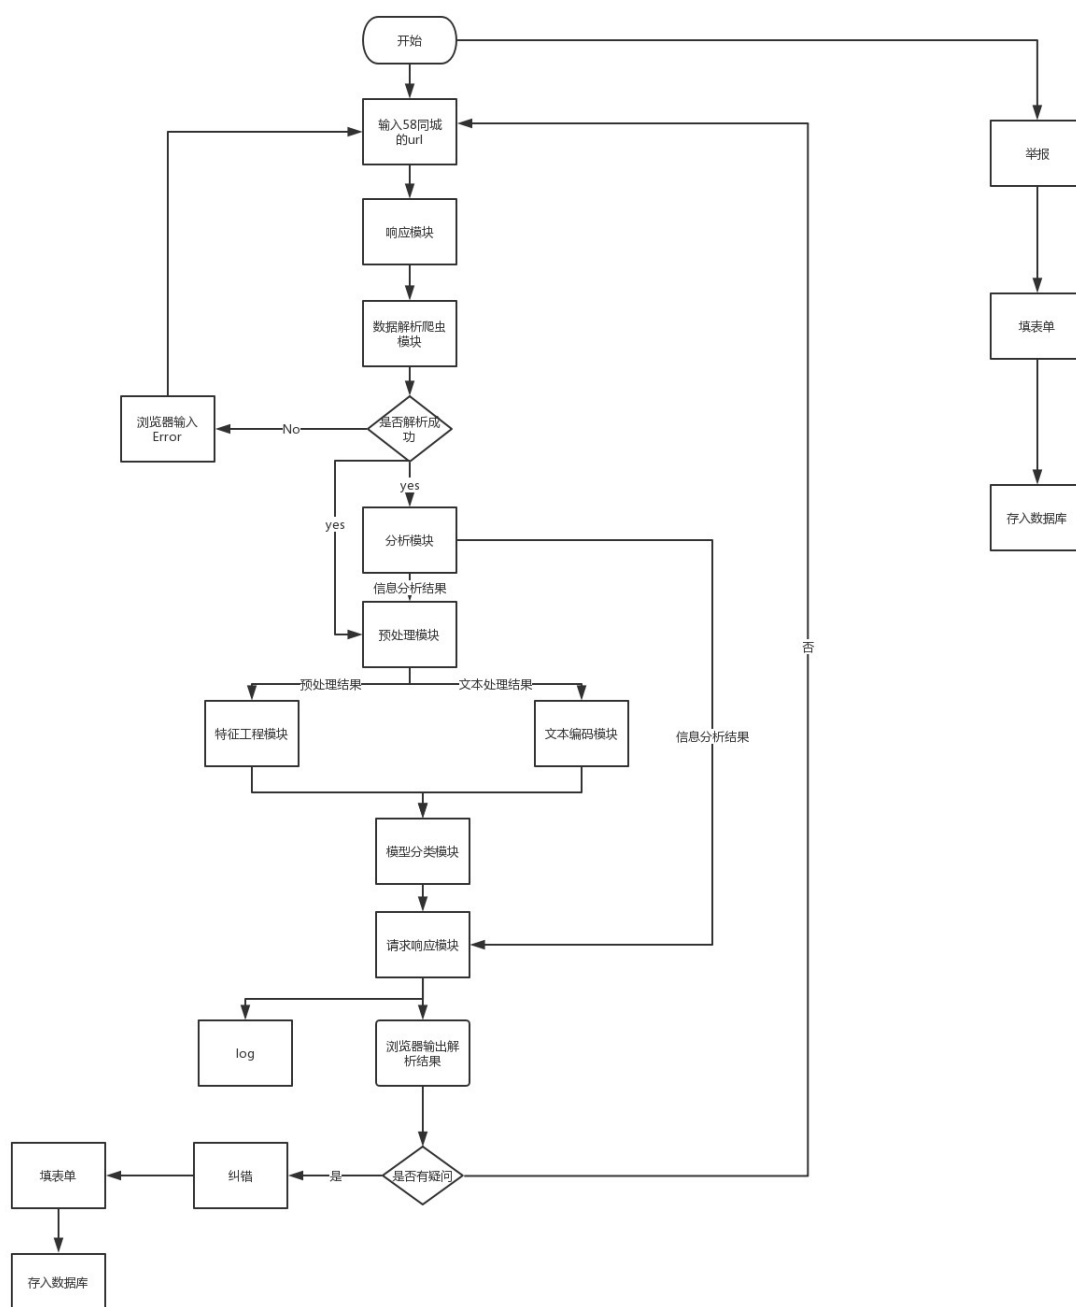 开始
输入58同城
的url
举报
响应模块
数据解析爬虫
模块
填表单
浏览器输入
Error
No
是否解析成
功
yes
yes
存入数据库
分析模块
信息分析结果
预处理模块
否
预处理结果
文本处理结果
特征工程模块
文本编码模块
信息分析结果
模型分类模块
请求响应模块
log
浏览器输出解
析结果
填表单
纠错
是
是否有疑问
存入数据库